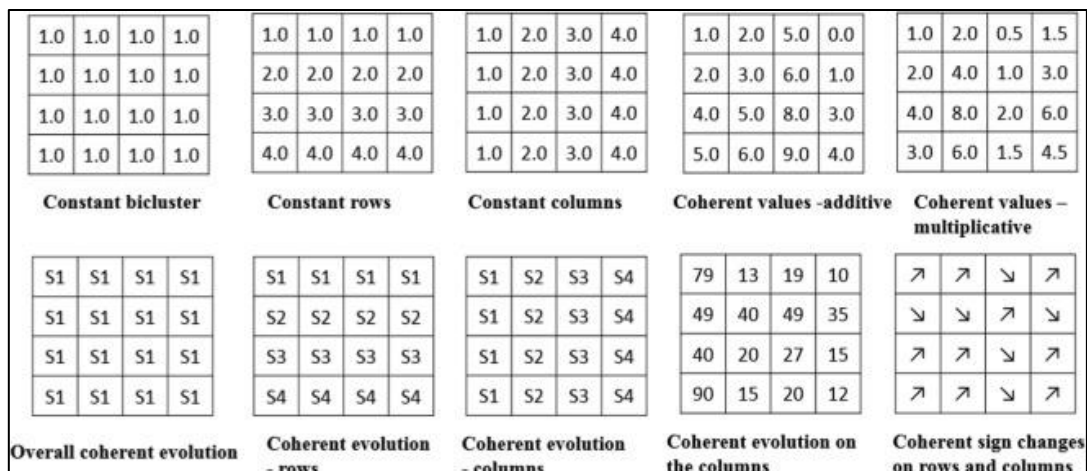 1.0 1.0 1.0 1.0 1.0 1.0 1.0 1.0 1.0 2.0 3.0 4.0 1.0 2.0 5.0 0.0 1.0 2.0 0.5 1.5
1.0 1.0 1.0 1.0 2.0 2.0 2.0 2.0 1.0 2.0 3.0 4.0 2.0 3.0 6.0 1.0 2.0 4.0 1.0 3.0
1.0 1.0 1.0 1.0 3.0 3.0 3.0 3.0 1.0 2.0 3.0 4.0 4.0 5.0 8.0 3.0 4.0 8.0 2.0 6.0
1.0 1.0 1.0 1.0 4.0 4.0 4.0 4.0 1.0 2.0 3.0 4.0 5.0 6.0 9.0 4.0 3.0 6.0 1.5 4.5
Constant bicluster Constant rows Constant columns Coherent values -additive Coherent values –
multiplicative
S1 S1 S1 S1 S1 S1 S1 S1 S1 S2 S3 S4 79 13 19 10 ↗ ↗ ↘ ↗
S1 S1 S1 S1 S2 S2 S2 S2 S1 S2 S3 S4 49 40 49 35 ↘ ↘ ↗ ↘
S1 S1 S1 S1 S3 S3 S3 S3 S1 S2 S3 S4 40 20 27 15 ↗ ↗ ↘ ↗
S1 S1 S1 S1 S4 S4 S4 S4 S1 S2 S3 S4 90 15 20 12 ↗ ↗ ↘ ↗
Overall coherent evolution Coherent evolution Coherent evolution Coherent evolution on Coherent sign changes
- rows - columns the columns on rows and columns